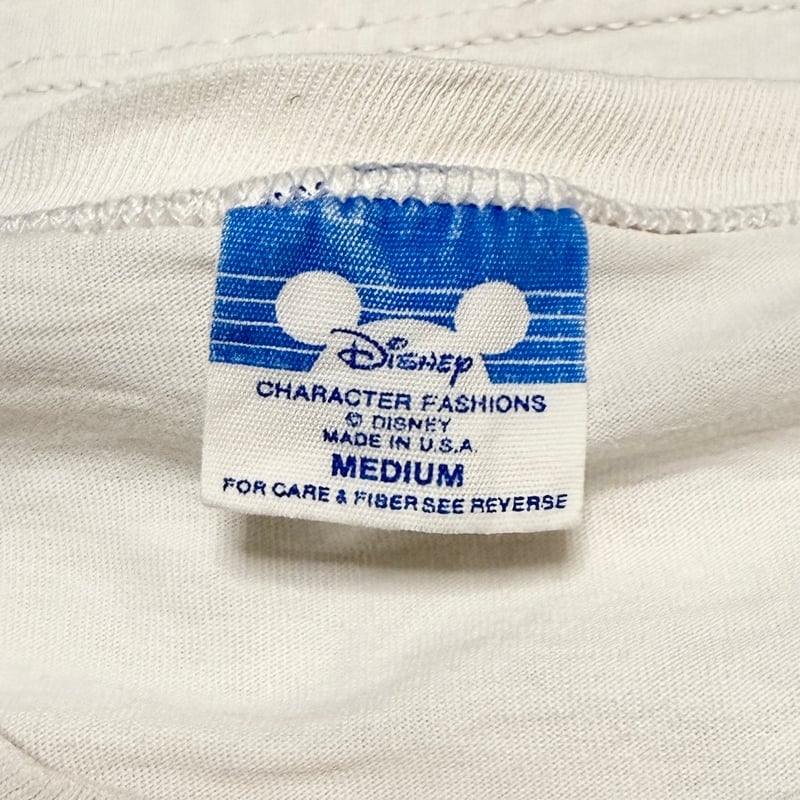 Disney
CHARACTER FASHIONS
© DISNEY
MADE IN U.S.A.
MEDIUM
FOR CARE & FIBER SEE REVERSE